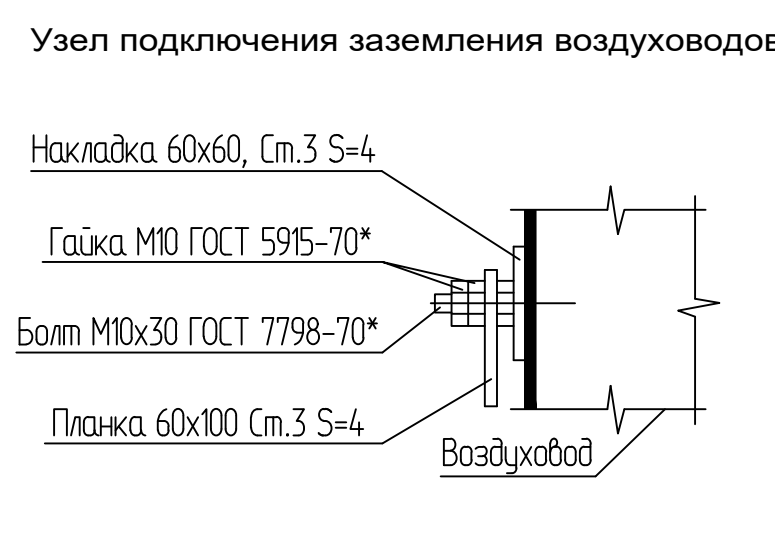 Узел подключения заземления воздуховодов
Накладка 60х60, Ст.3 S=4
Гайка М10 ГОСТ 5915-70*
Болт М10х30 ГОСТ 7798-70*
Планка 60х100 Ст.3 S=4
Воздуховод